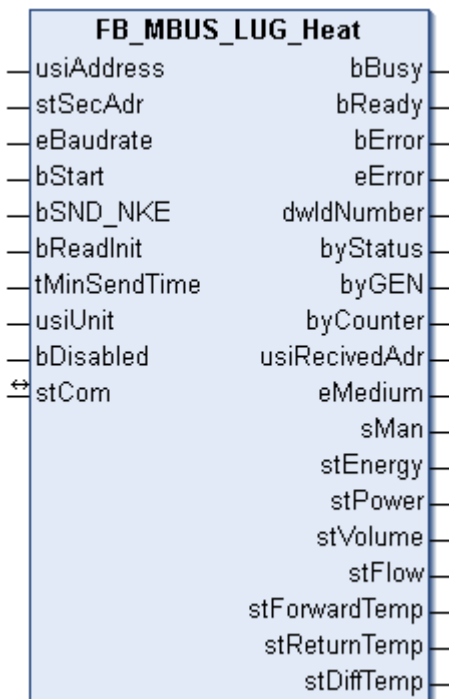 FB_MBUS_LUG_Heat
usiAddress bBusy
stSecAdr bReady
eBaudrate bError
bStart eError
bSND_NKE dwIdNumber
bReadInit byStatus
tMinSendTime byGEN
usiUnit byCounter
bDisabled usiRecivedAdr
stCom eMedium
sMan
stEnergy
stPower
stVolume
stFlow
stForwardTemp
stReturnTemp
stDiffTemp